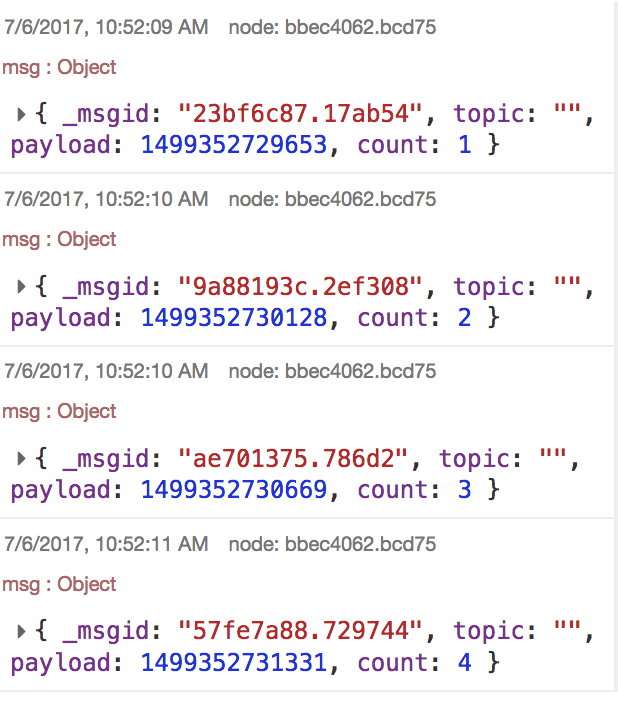 7/6/2017, 10:52:09 AM node: bbec4062.bcd75
msg : Object
{ _msgid: "23bf6c87.17ab54", topic: "",
payload: 1499352729653, count: 1 }
7/6/2017, 10:52:10 AM node: bbec4062.bcd75
msg : Object
{ _msgid: "9a88193c.2ef308", topic: "",
payload: 1499352730128, count: 2 }
7/6/2017, 10:52:10 AM node: bbec4062.bcd75
msg : Object
{ _msgid: "ae701375.786d2", topic: "",
payload: 1499352730669, count: 3 }
7/6/2017, 10:52:11 AM node: bbec4062.bcd75
msg : Object
{ _msgid: "57fe7a88.729744", topic: "",
payload: 1499352731331, count: 4 }